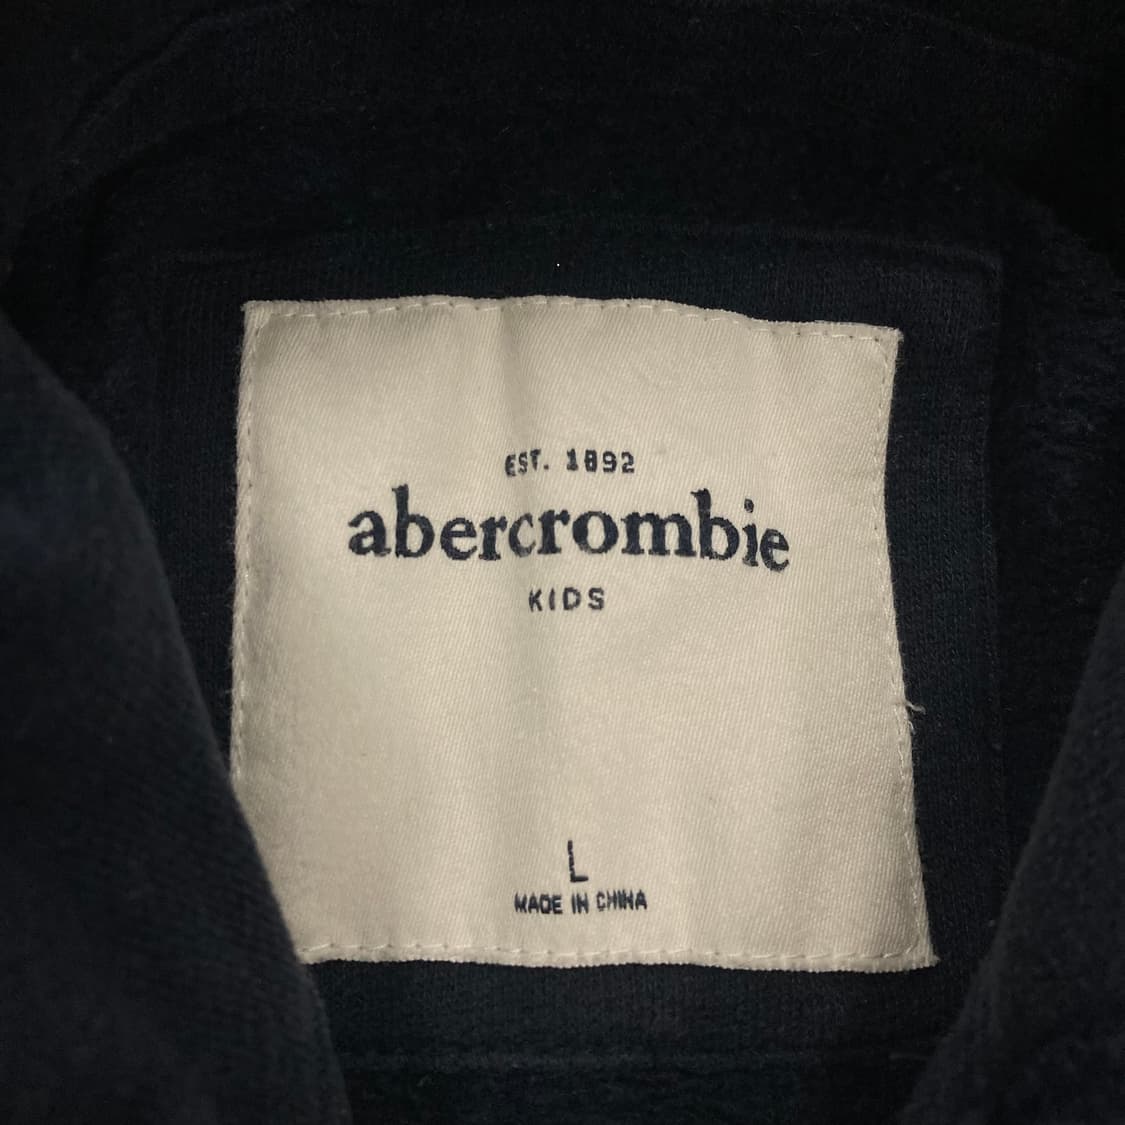 EST. 1892
abercrombie
KIDS
L
MADE IN CHINA